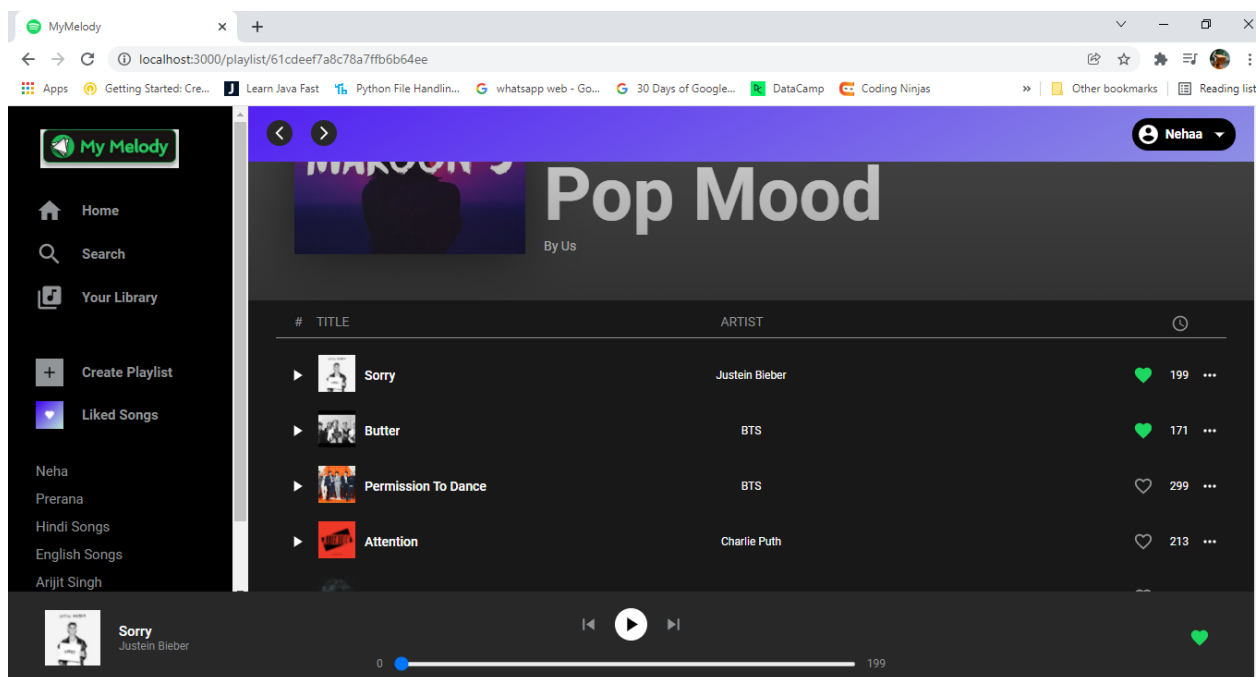 MyMelody
localhost:3000/playlist/61cdeef7a8c78a7ffb6b64ee
Apps Getting Started: Cre... Learn Java Fast Python File Handlin... whatsapp web - Go... 30 Days of Google... DataCamp Coding Ninjas » Other bookmarks Reading list
My Melody
Nehaa
MAROON 5
Pop Mood
By Us
Home
Search
Your Library
Create Playlist
Liked Songs
Neha
Prerana
Hindi Songs
English Songs
Arijit Singh
# TITLE ARTIST
Sorry Justein Bieber 199
Butter BTS 171
Permission To Dance BTS 299
Attention Charlie Puth 213
Sorry
Justein Bieber
0 199